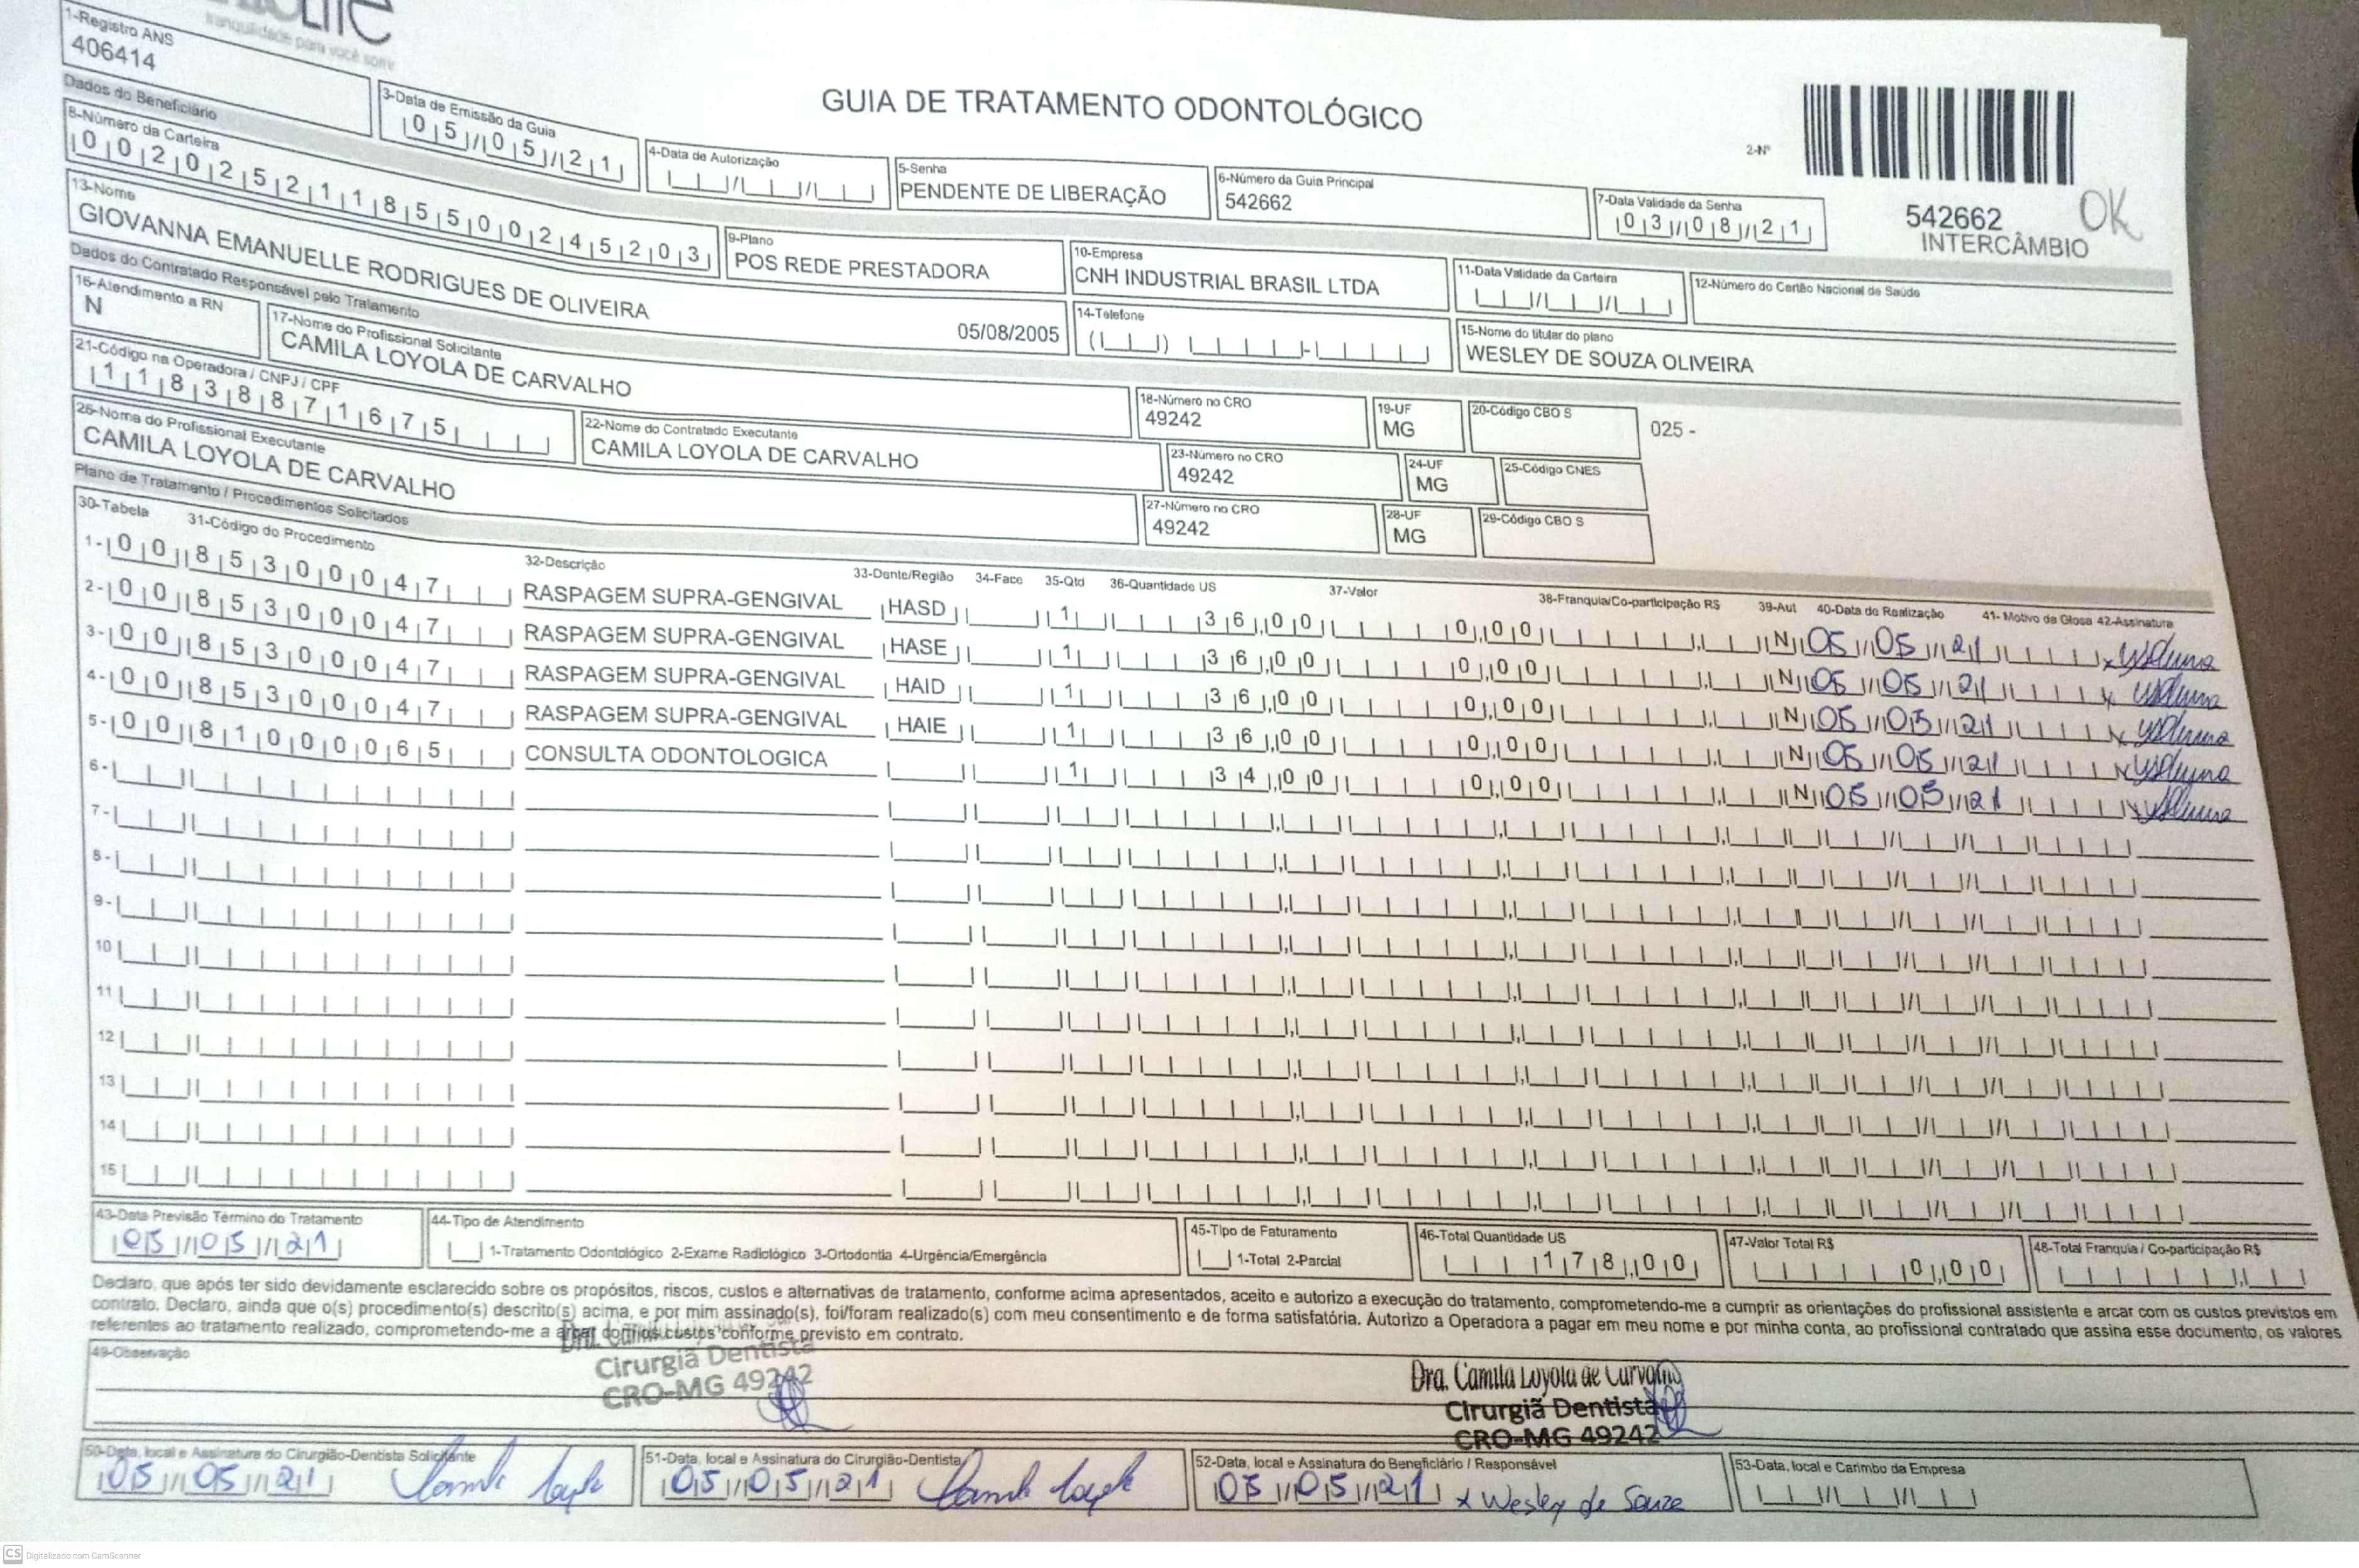 tranquilidade para você sorrir
GUIA DE TRATAMENTO ODONTOLÓGICO
2-Nº
542662
INTERCÂMBIO
OK
1-Registro ANS
406414
3-Data de Emissão da Guia
05/05/21
4-Data de Autorização
5-Senha
PENDENTE DE LIBERAÇÃO
6-Número da Guia Principal
542662
7-Data Validade da Senha
03/08/21
Dados do Beneficiário
8-Número da Carteira
00202521185500245203
9-Plano
POS REDE PRESTADORA
10-Empresa
CNH INDUSTRIAL BRASIL LTDA
11-Data Validade da Carteira
12-Número do Cartão Nacional de Saúde
13-Nome
GIOVANNA EMANUELLE RODRIGUES DE OLIVEIRA
05/08/2005
14-Telefone
15-Nome do titular do plano
WESLEY DE SOUZA OLIVEIRA
Dados do Contratado Responsável pelo Tratamento
16-Atendimento a RN
N
17-Nome do Profissional Solicitante
CAMILA LOYOLA DE CARVALHO
18-Número no CRO
49242
19-UF
MG
20-Código CBO S
025 -
21-Código na Operadora / CNPJ / CPF
11838871675
22-Nome do Contratado Executante
CAMILA LOYOLA DE CARVALHO
23-Número no CRO
49242
24-UF
MG
25-Código CNES
26-Nome do Profissional Executante
CAMILA LOYOLA DE CARVALHO
27-Número no CRO
49242
28-UF
MG
29-Código CBO S
Plano de Tratamento / Procedimentos Solicitados
30-Tabela 31-Código do Procedimento 32-Descrição 33-Dente/Região 34-Face 35-Qtd 36-Quantidade US 37-Valor 38-Franquia/Co-participação R$ 39-Aut 40-Data de Realização 41- Motivo da Glosa 42-Assinatura
1- 00 85300047 RASPAGEM SUPRA-GENGIVAL HASD 1 36,00 0,00 N 05/05/21
2- 00 85300047 RASPAGEM SUPRA-GENGIVAL HASE 1 36,00 0,00 N 05/05/21
3- 00 85300047 RASPAGEM SUPRA-GENGIVAL HAID 1 36,00 0,00 N 05/05/21
4- 00 85300047 RASPAGEM SUPRA-GENGIVAL HAIE 1 36,00 0,00 N 05/05/21
5- 00 81000065 CONSULTA ODONTOLOGICA 1 34,00 0,00 N 05/05/21
6-
7-
8-
9-
10
11
12
13
14
15
43-Data Previsão Término do Tratamento
05/05/21
44-Tipo de Atendimento
1-Tratamento Odontológico 2-Exame Radiológico 3-Ortodontia 4-Urgência/Emergência
45-Tipo de Faturamento
1-Total 2-Parcial
46-Total Quantidade US
178,00
47-Valor Total R$
0,00
48-Total Franquia / Co-participação R$
Declaro, que após ter sido devidamente esclarecido sobre os propósitos, riscos, custos e alternativas de tratamento, conforme acima apresentados, aceito e autorizo a execução do tratamento, comprometendo-me a cumprir as orientações do profissional assistente e arcar com os custos previstos em
contrato. Declaro, ainda que o(s) procedimento(s) descrito(s) acima, e por mim assinado(s), foi/foram realizado(s) com meu consentimento e de forma satisfatória. Autorizo a Operadora a pagar em meu nome e por minha conta, ao profissional contratado que assina esse documento, os valores
referentes ao tratamento realizado, comprometendo-me a arcar com os custos conforme previsto em contrato.
49-Observação
Cirurgiã Dentista
CRO-MG 49242
Dra. Camila Loyola de Carvalho
Cirurgiã Dentista
CRO-MG 49242
50-Data, local e Assinatura do Cirurgião-Dentista Solicitante
05/05/21 Camila Loyola
51-Data, local e Assinatura do Cirurgião-Dentista
05/05/21 Camila Loyola
52-Data, local e Assinatura do Beneficiário / Responsável
05/05/21 x Wesley de Souza
53-Data, local e Carimbo da Empresa
CS Digitalizado com CamScanner